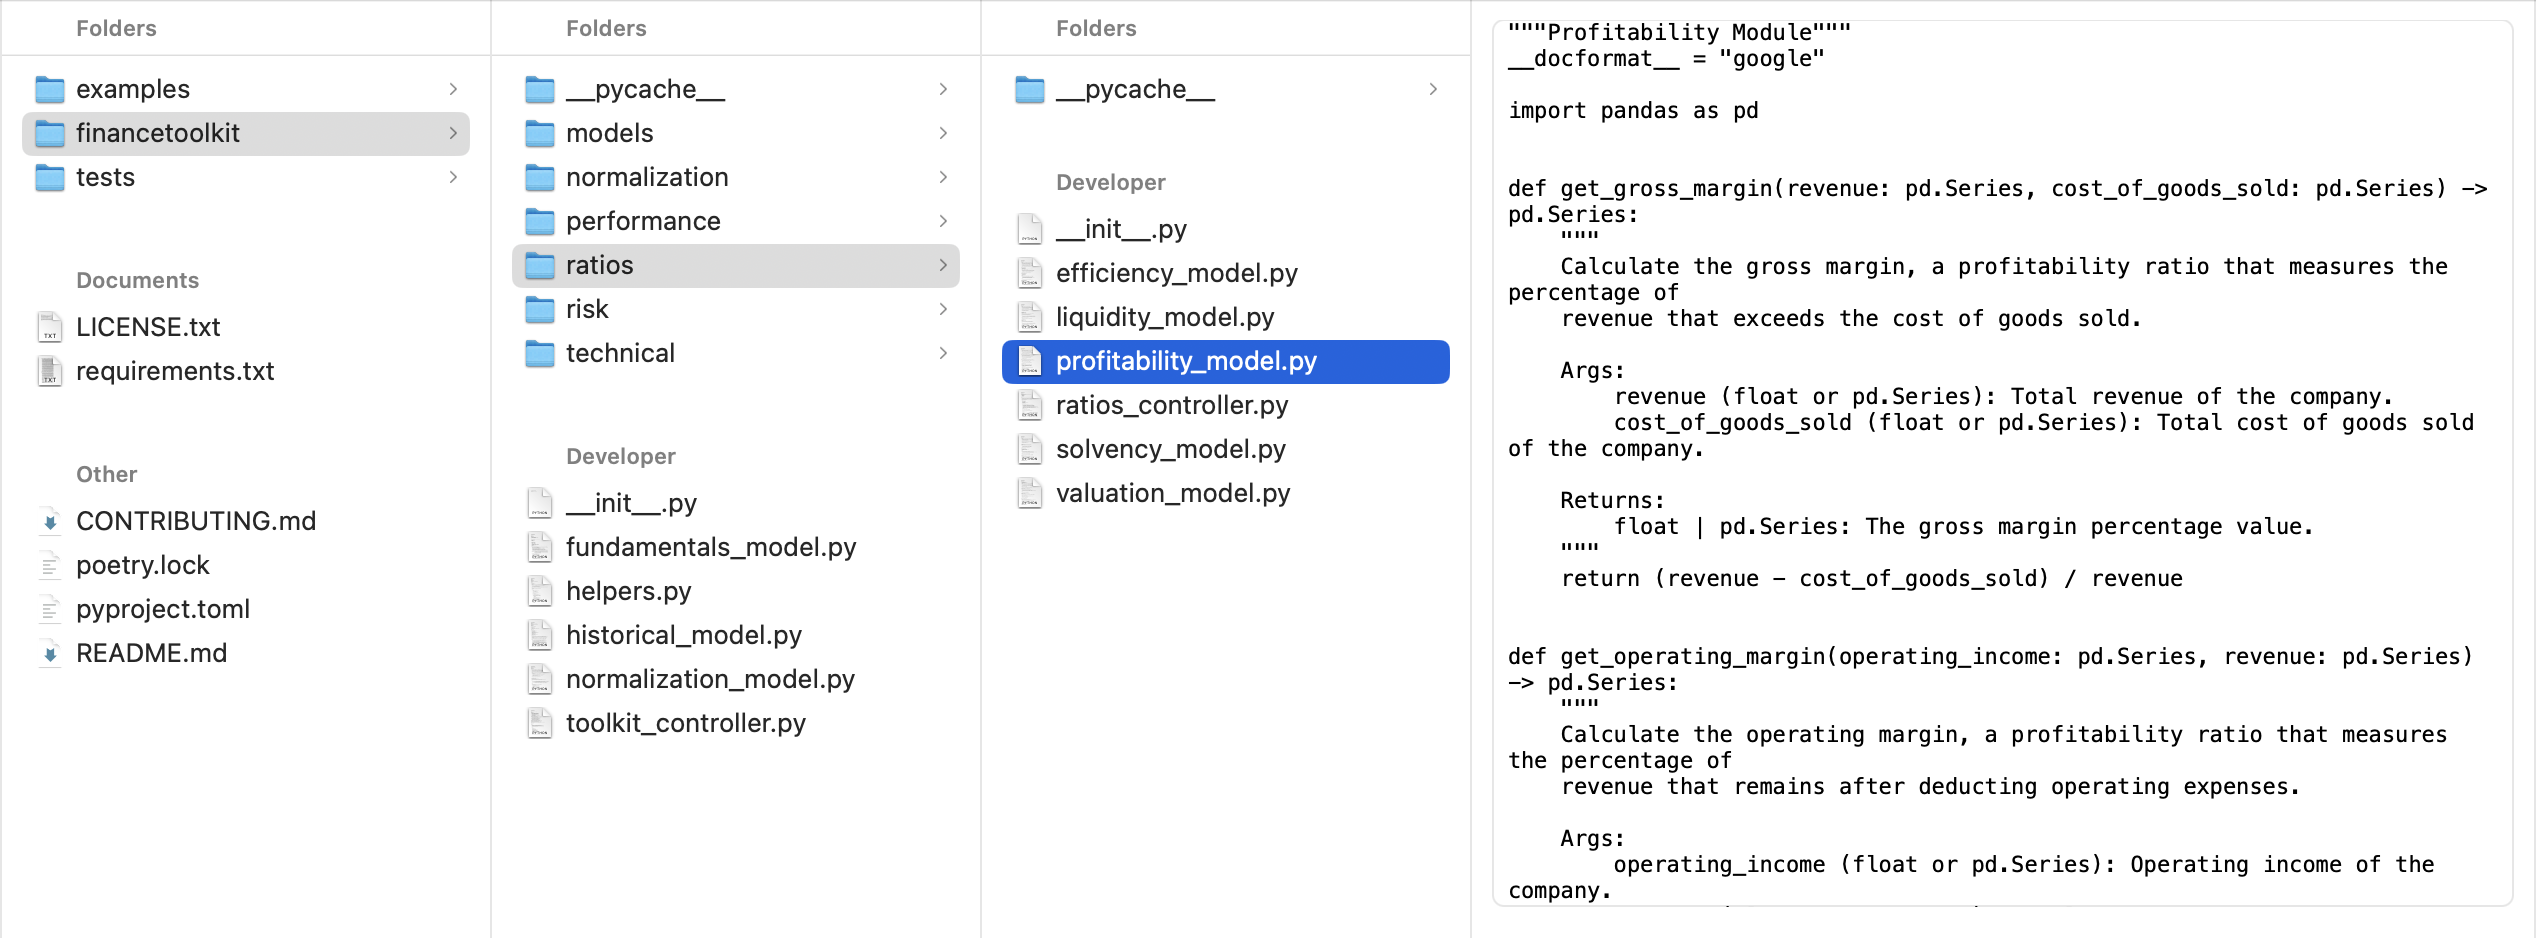 Folders
examples
financetoolkit
tests
Documents
LICENSE.txt
requirements.txt
Other
CONTRIBUTING.md
poetry.lock
pyproject.toml
README.md
Folders
__pycache__
models
normalization
performance
ratios
risk
technical
Developer
__init__.py
fundamentals_model.py
helpers.py
historical_model.py
normalization_model.py
toolkit_controller.py
Folders
__pycache__
Developer
__init__.py
efficiency_model.py
liquidity_model.py
profitability_model.py
ratios_controller.py
solvency_model.py
valuation_model.py
"""Profitability Module"""
__docformat__ = "google"
import pandas as pd
def get_gross_margin(revenue: pd.Series, cost_of_goods_sold: pd.Series) ->
pd.Series:
"""
Calculate the gross margin, a profitability ratio that measures the
percentage of
revenue that exceeds the cost of goods sold.
Args:
revenue (float or pd.Series): Total revenue of the company.
cost_of_goods_sold (float or pd.Series): Total cost of goods sold
of the company.
Returns:
float | pd.Series: The gross margin percentage value.
"""
return (revenue - cost_of_goods_sold) / revenue
def get_operating_margin(operating_income: pd.Series, revenue: pd.Series)
-> pd.Series:
"""
Calculate the operating margin, a profitability ratio that measures
the percentage of
revenue that remains after deducting operating expenses.
Args:
operating_income (float or pd.Series): Operating income of the
company.